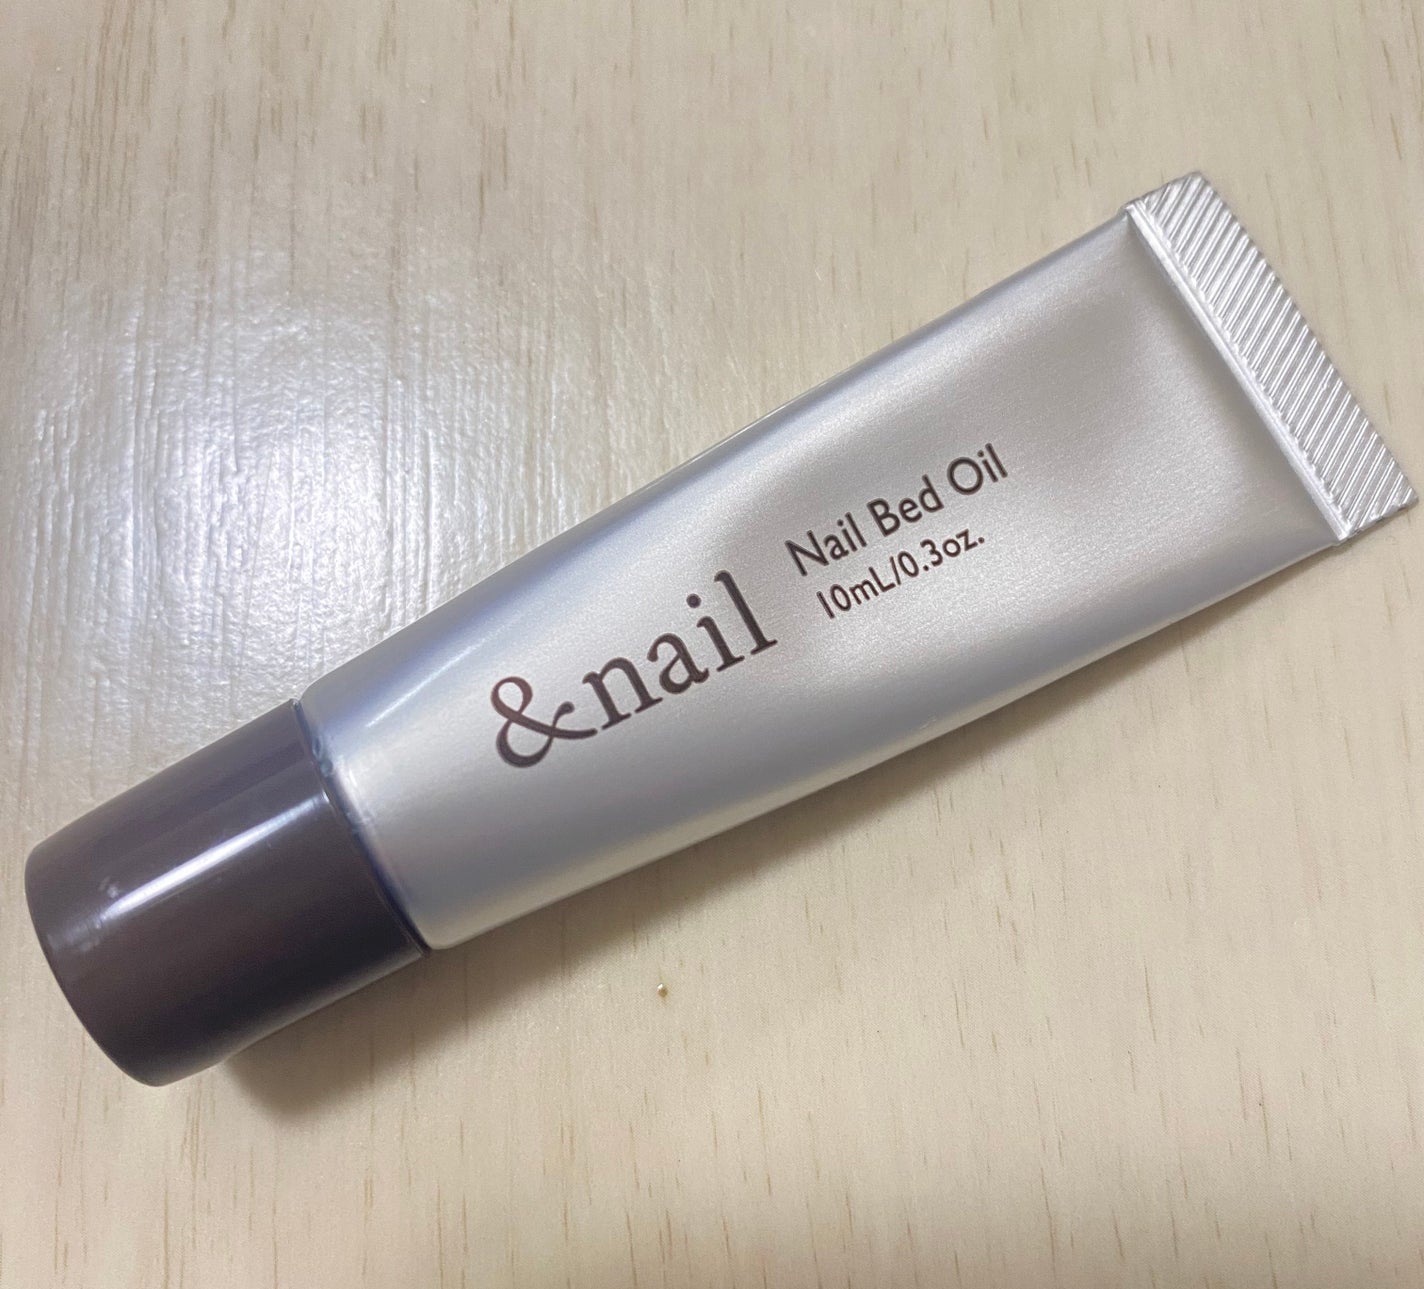 &nail
Nail Bed Oil
10mL/0.3oz.